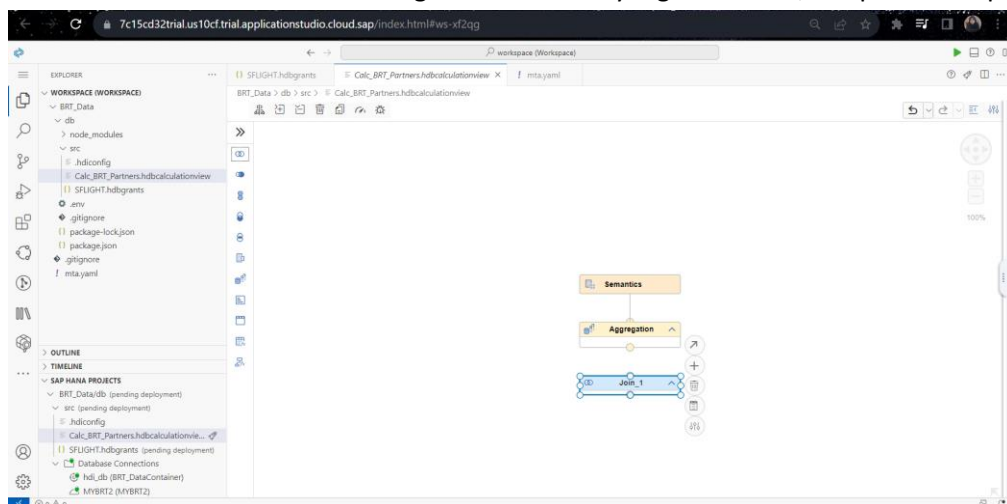 7c15cd32trial.us10cf.trial.applicationstudio.cloud.sap/index.html#ws-xf2qg
workspace (Workspace)
EXPLORER
SFLIGHT.hdbgrants
Calc_BRT_Partners.hdbcalculationview
mta.yaml
WORKSPACE (WORKSPACE)
BRT_Data > db > src > Calc_BRT_Partners.hdbcalculationview
BRT_Data
db
node_modules
src
.hdiconfig
Calc_BRT_Partners.hdbcalculationview
SFLIGHT.hdbgrants
.env
.gitignore
package-lock.json
package.json
.gitignore
mta.yaml
100%
Semantics
Aggregation
Join_1
OUTLINE
TIMELINE
SAP HANA PROJECTS
BRT_Data/db (pending deployment)
src (pending deployment)
.hdiconfig
Calc_BRT_Partners.hdbcalculationvie...
SFLIGHT.hdbgrants (pending deployment)
Database Connections
hdi_db (BRT_DataContainer)
MYBRT2 (MYBRT2)